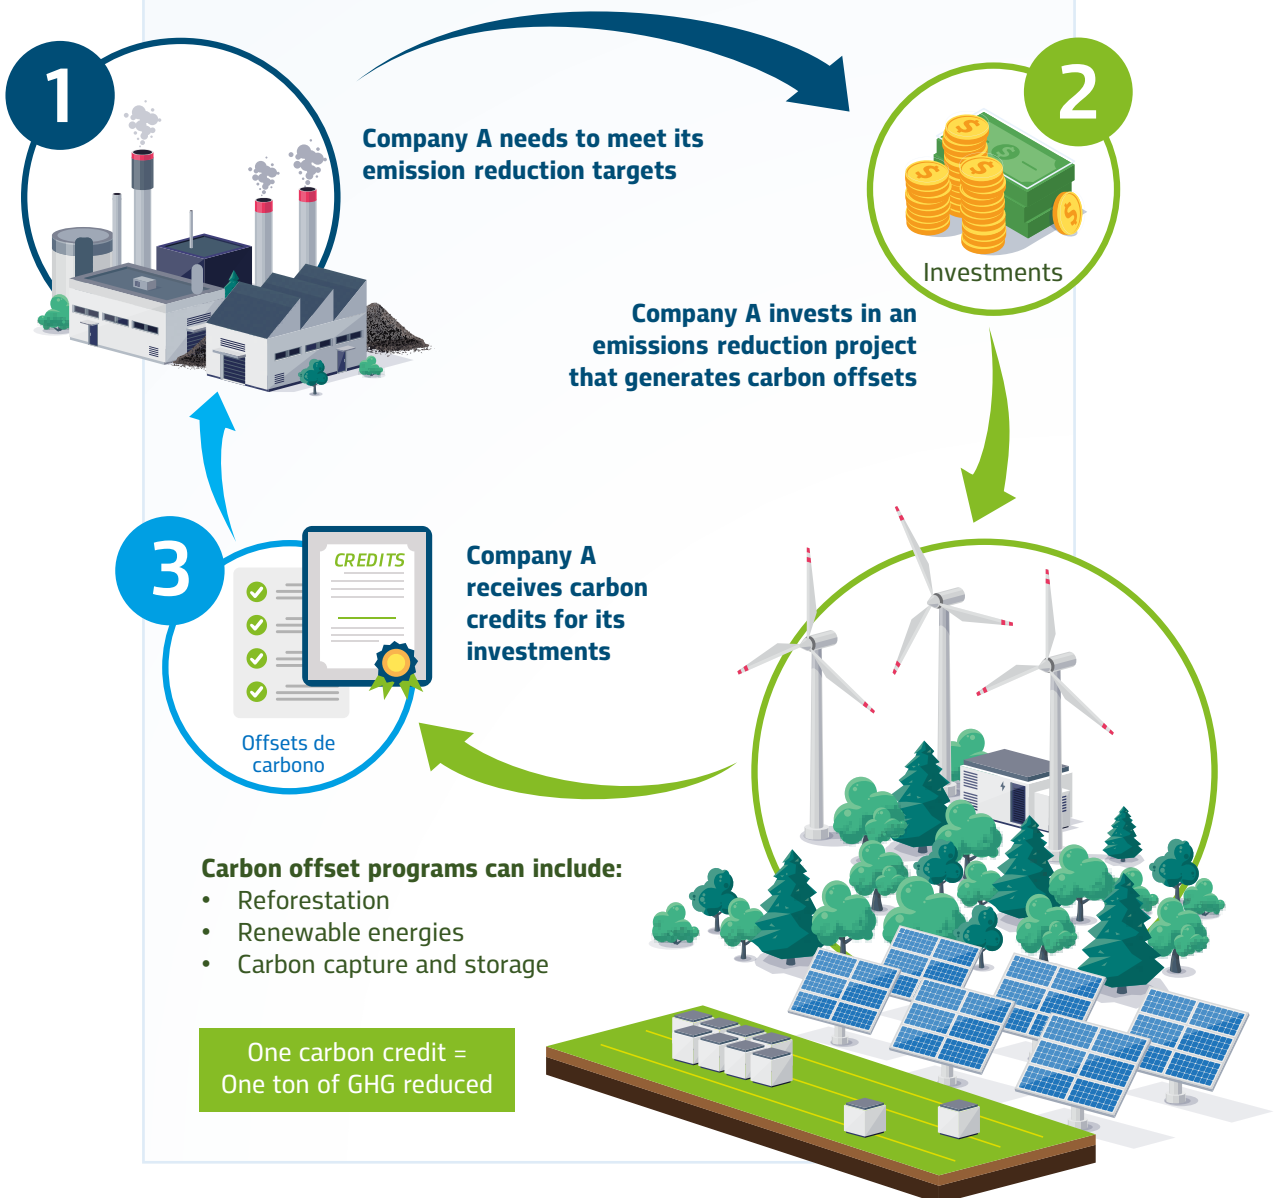 1
Company A needs to meet its
emission reduction targets
2
Investments
Company A invests in an
emissions reduction project
that generates carbon offsets
3
CREDITS
Offsets de
carbono
Company A
receives carbon
credits for its
investments
Carbon offset programs can include:
• Reforestation
• Renewable energies
• Carbon capture and storage
One carbon credit =
One ton of GHG reduced